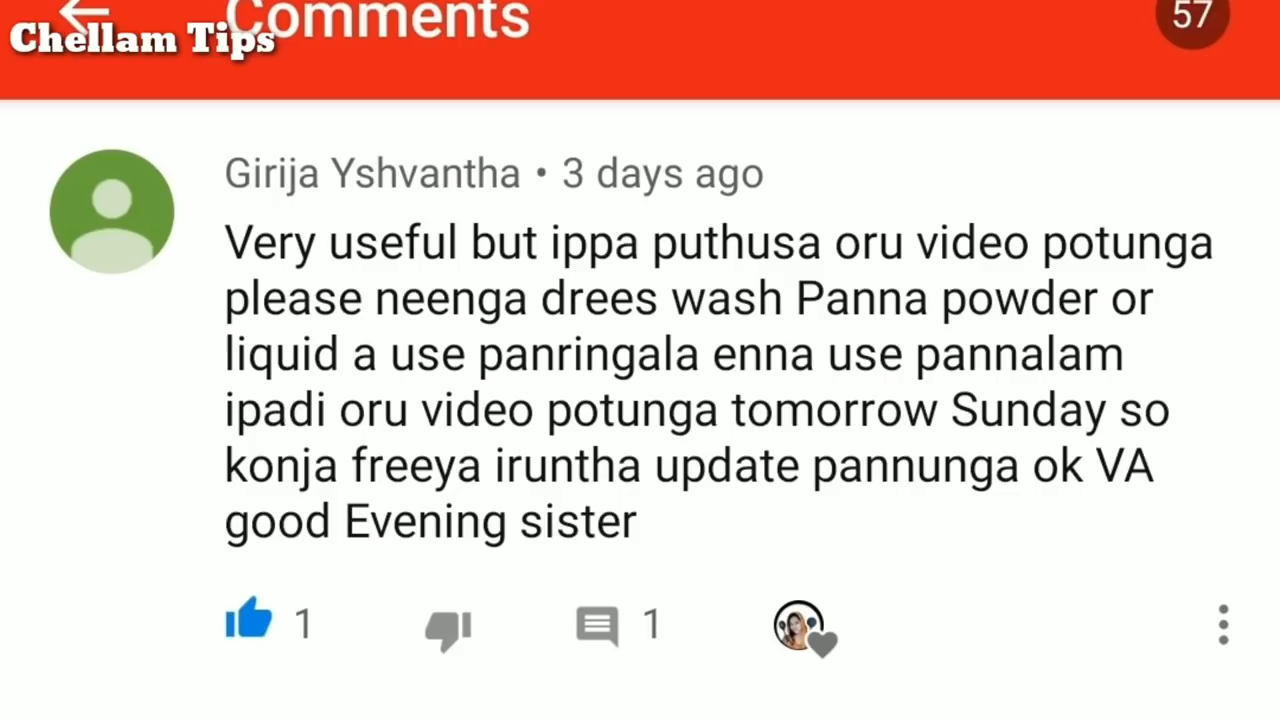 Comments
57
Chellam Tips
Girija Yshvantha • 3 days ago
Very useful but ippa puthusa oru video potunga
please neenga drees wash Panna powder or
liquid a use panringala enna use pannalam
ipadi oru video potunga tomorrow Sunday so
konja freeya iruntha update pannunga ok VA
good Evening sister
1
1